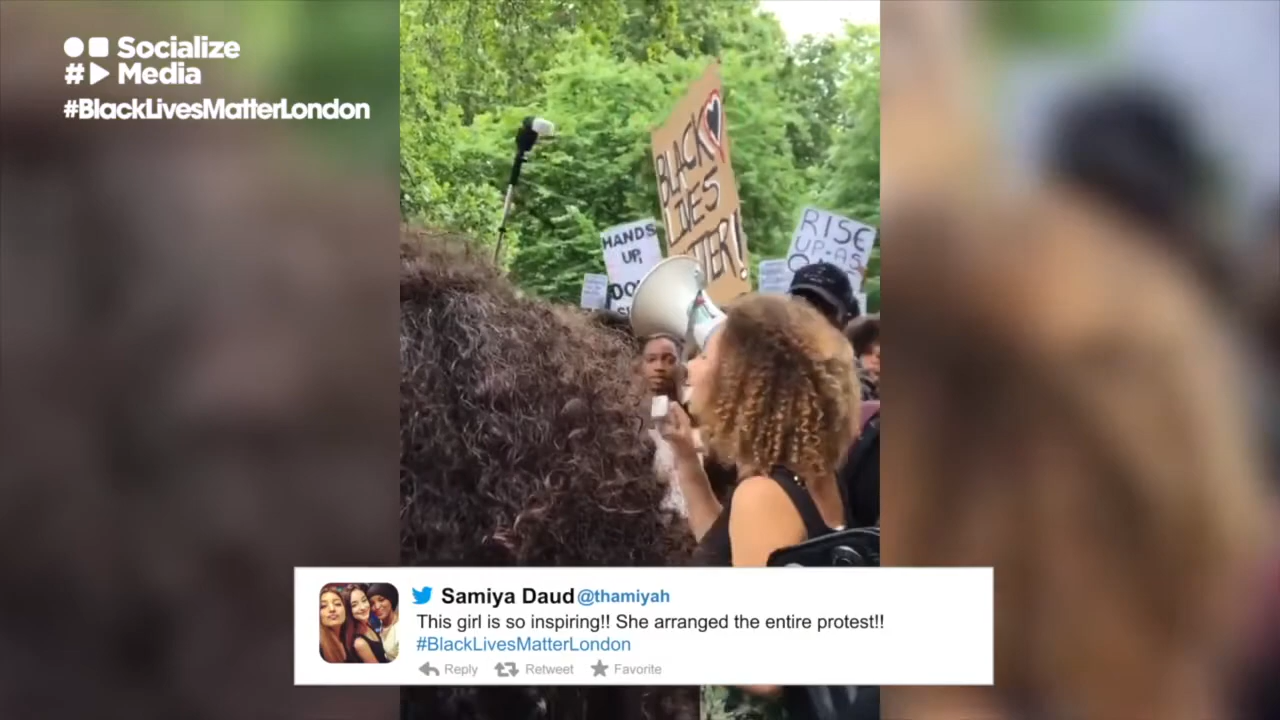 Socialize
# Media
#BlackLivesMatterLondon
BLACK
LIVES
HANDS
UP,
RISE
UP-AS
Samiya Daud @thamiyah
This girl is so inspiring!! She arranged the entire protest!!
#BlackLivesMatterLondon
Reply Retweet Favorite